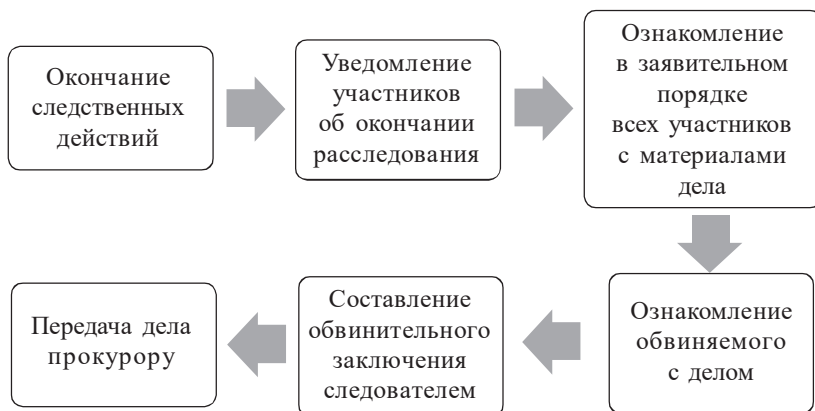 Окончание
следственных
действий
Уведомление
участников
об окончании
расследования
Ознакомление
в заявительном
порядке
всех участников
с материалами
дела
Ознакомление
обвиняемого
с делом
Составление
обвинительного
заключения
следователем
Передача дела
прокурору